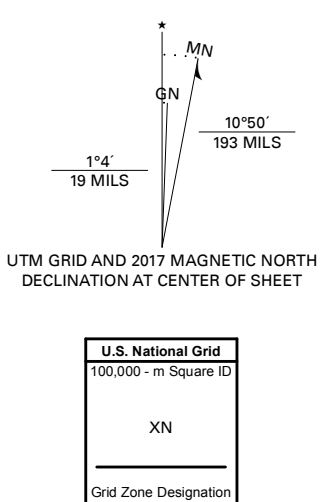 ★
MN
GN
10°50´
193 MILS
1°4´
19 MILS
UTM GRID AND 2017 MAGNETIC NORTH
DECLINATION AT CENTER OF SHEET
U.S. National Grid
100,000 - m Square ID
XN
Grid Zone Designation